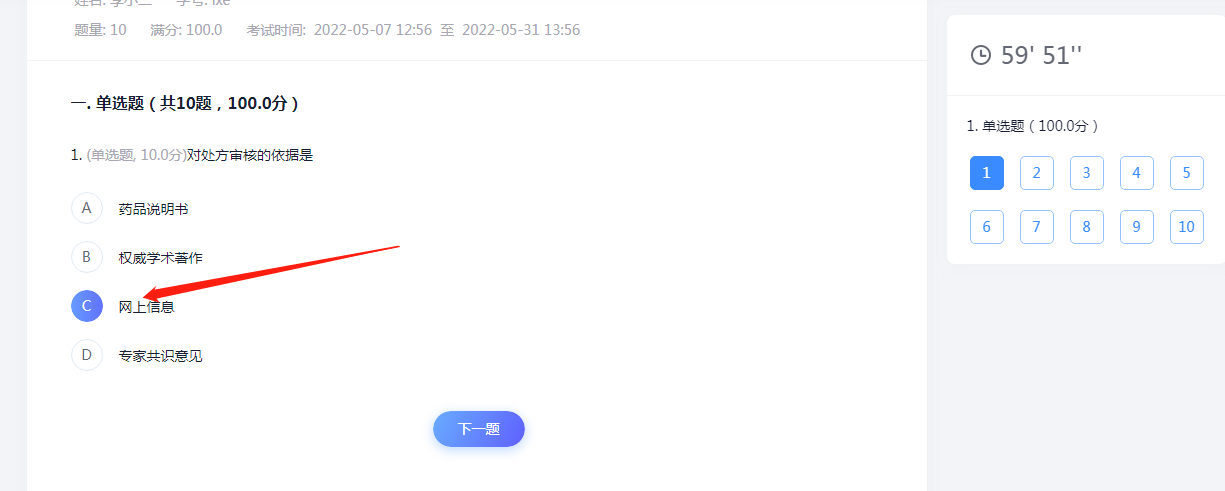 题量: 10 满分: 100.0 考试时间: 2022-05-07 12:56 至 2022-05-31 13:56
一. 单选题（共10题，100.0分）
1. (单选题, 10.0分)对处方审核的依据是
A 药品说明书
B 权威学术著作
C 网上信息
D 专家共识意见
下一题
59' 51''
1. 单选题（100.0分）
1 2 3 4 5
6 7 8 9 10